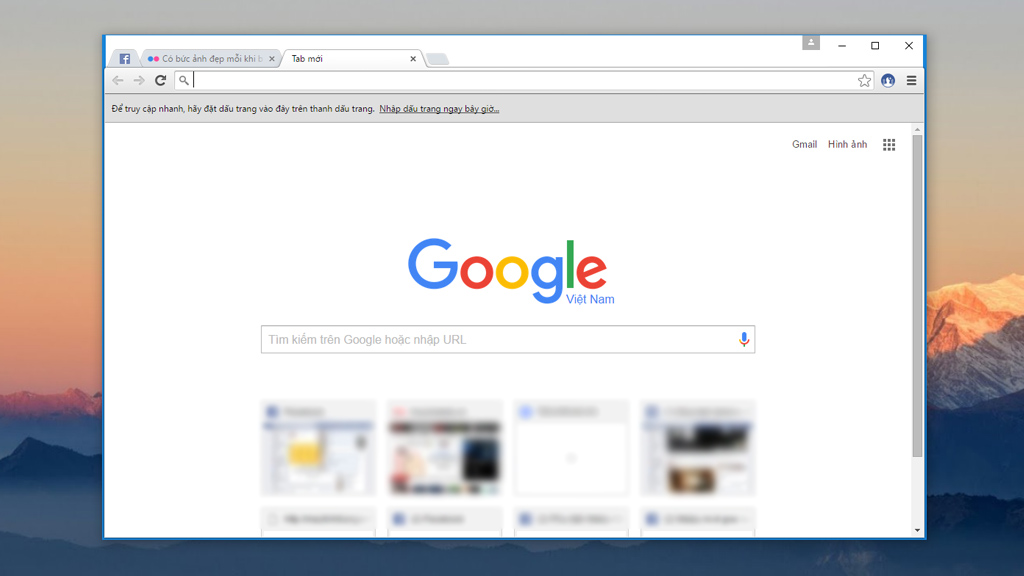 Có bức ảnh đẹp mỗi khi b
Tab mới
Để truy cập nhanh, hãy đặt dấu trang vào đây trên thanh dấu trang. Nhập dấu trang ngay bây giờ...
Gmail Hình ảnh
Google
Việt Nam
Tìm kiếm trên Google hoặc nhập URL